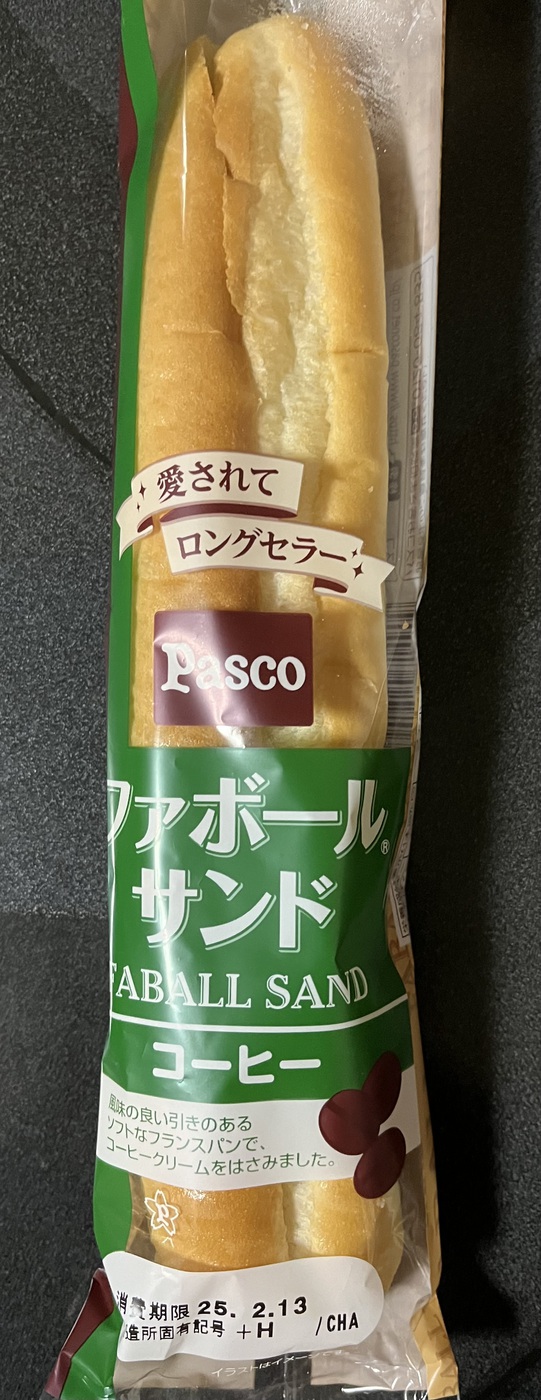 愛されて
ロングセラー
Pasco
ファボール®
サンド
FABALL SAND
コーヒー
風味の良い引きのある
ソフトなフランスパンで、
コーヒークリームをはさみました。
消費期限 25. 2.13
造所固有記号 +H /CHA
イラストはイメージです。